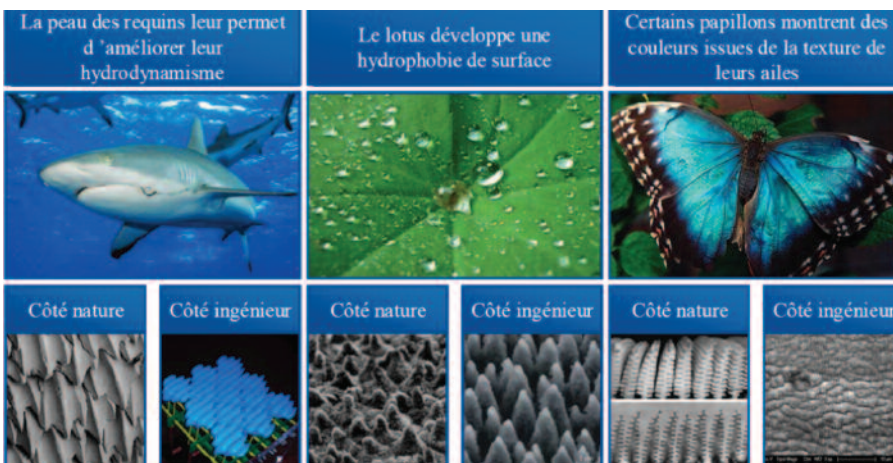 La peau des requins leur permet
d ’améliorer leur
hydrodynamisme
Le lotus développe une
hydrophobie de surface
Certains papillons montrent des
couleurs issues de la texture de
leurs ailes
Côté nature
Côté ingénieur
Côté nature
Côté ingénieur
Côté nature
Côté ingénieur